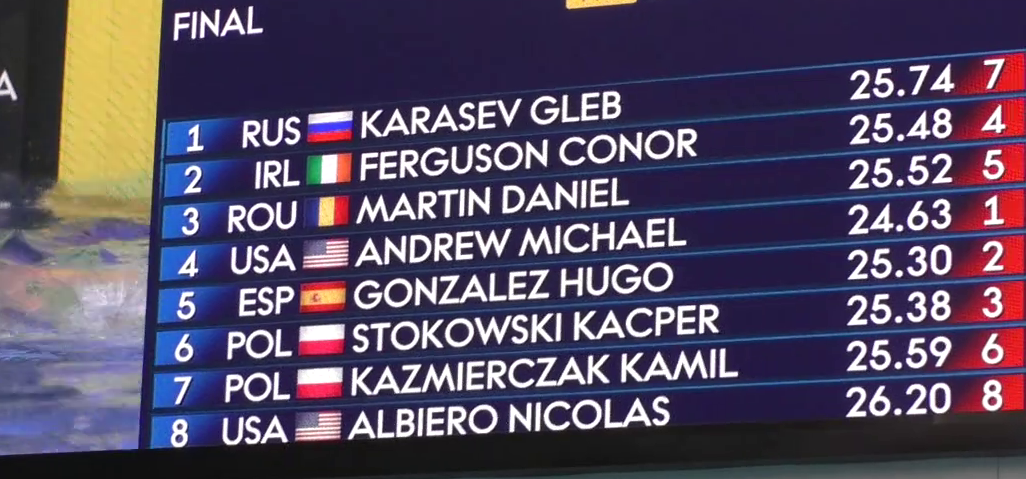 FINAL
A
1 RUS KARASEV GLEB 25.74 7
2 IRL FERGUSON CONOR 25.48 4
3 ROU MARTIN DANIEL 25.52 5
4 USA ANDREW MICHAEL 24.63 1
5 ESP GONZALEZ HUGO 25.30 2
6 POL STOKOWSKI KACPER 25.38 3
7 POL KAZMIERCZAK KAMIL 25.59 6
8 USA ALBIERO NICOLAS 26.20 8